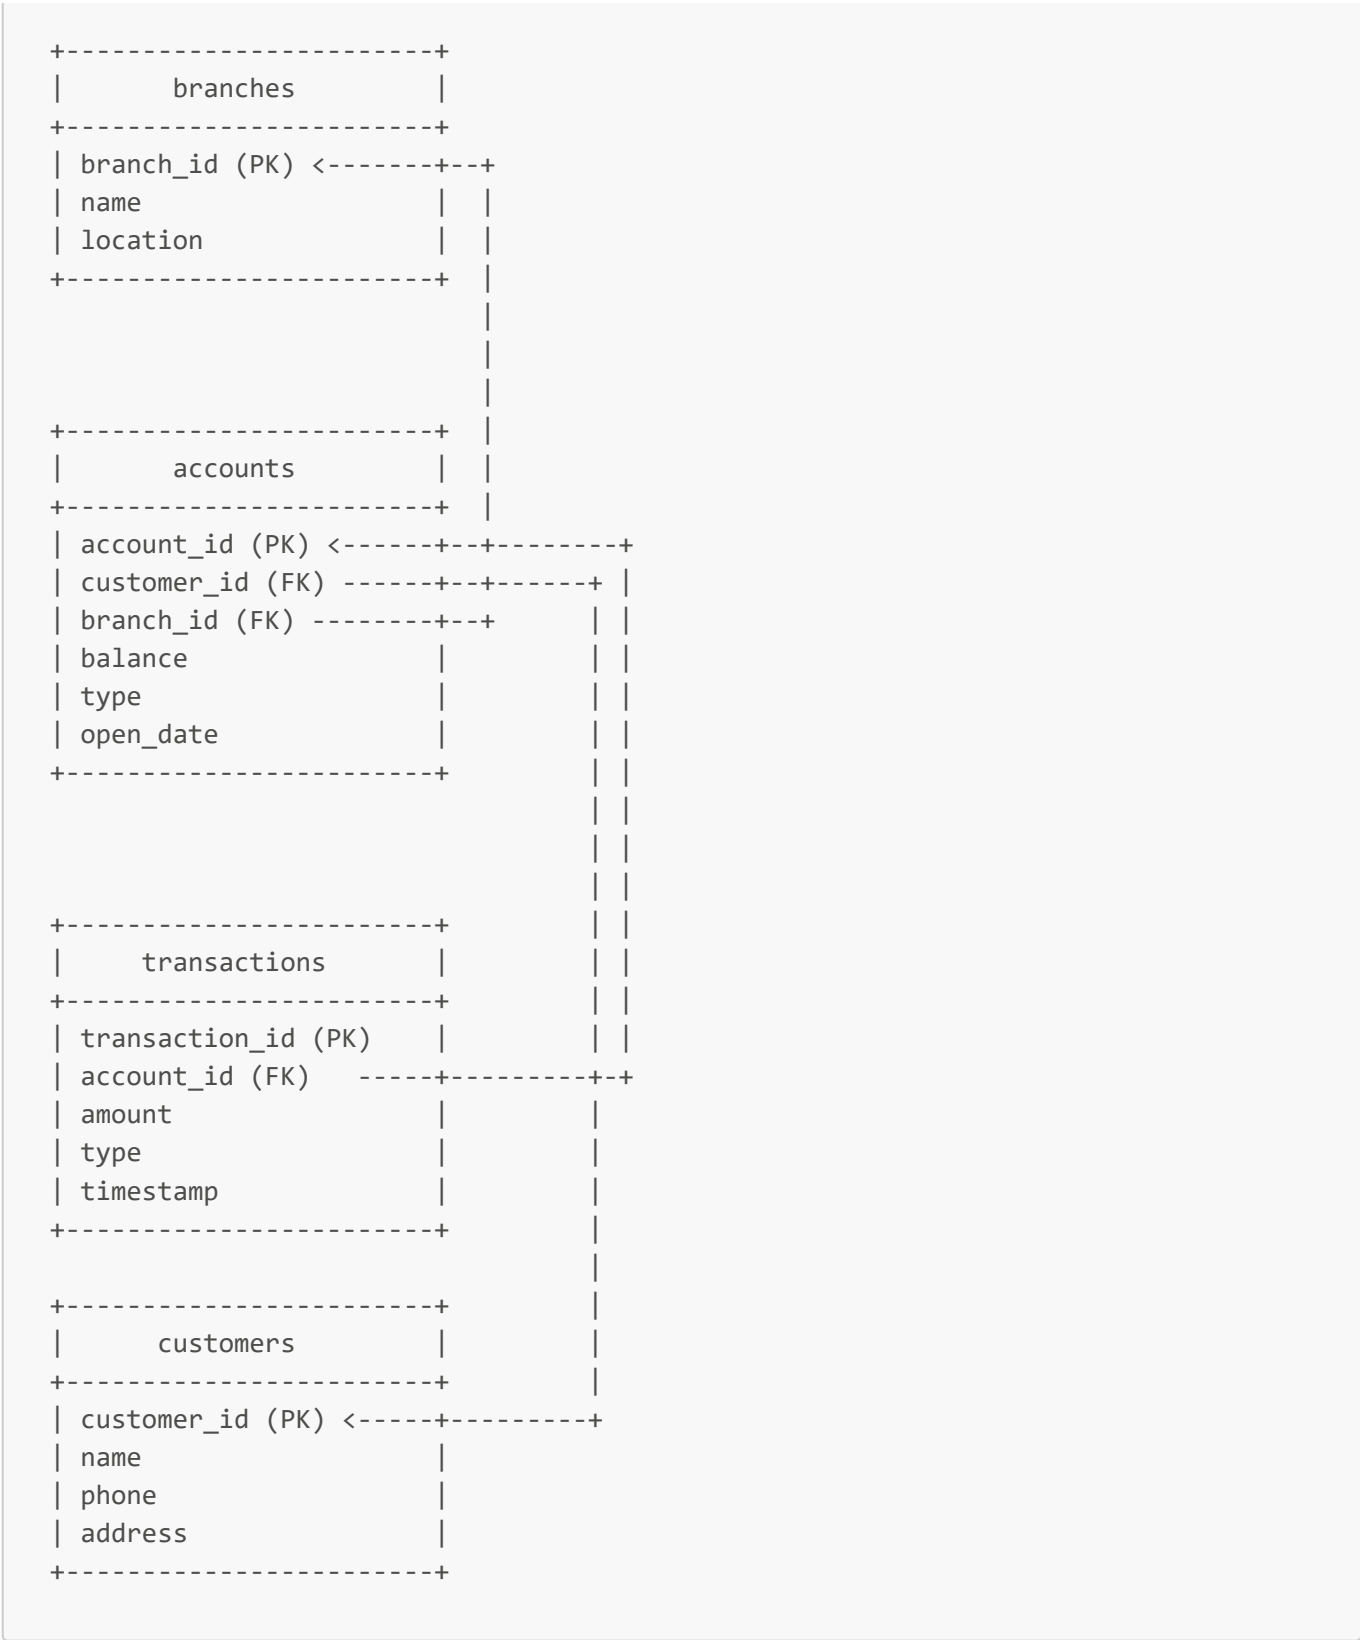 +------------------------+
|       branches         |
+------------------------+
| branch_id (PK) <-------+--+
| name                   |  |
| location               |  |
+------------------------+  |
                            |
                            |
                            |
+------------------------+  |
|       accounts         |  |
+------------------------+  |
| account_id (PK) <------+--+--------+
| customer_id (FK) ------+--+------+ |
| branch_id (FK) --------+--+      | |
| balance                |         | |
| type                   |         | |
| open_date              |         | |
+------------------------+         | |
                                   | |
                                   | |
                                   | |
+------------------------+         | |
|     transactions       |         | |
+------------------------+         | |
| transaction_id (PK)    |         | |
| account_id (FK)   -----+---------+-+
| amount                 |         |
| type                   |         |
| timestamp              |         |
+------------------------+         |
                                   |
+------------------------+         |
|      customers         |         |
+------------------------+         |
| customer_id (PK) <-----+---------+
| name                   |
| phone                  |
| address                |
+------------------------+